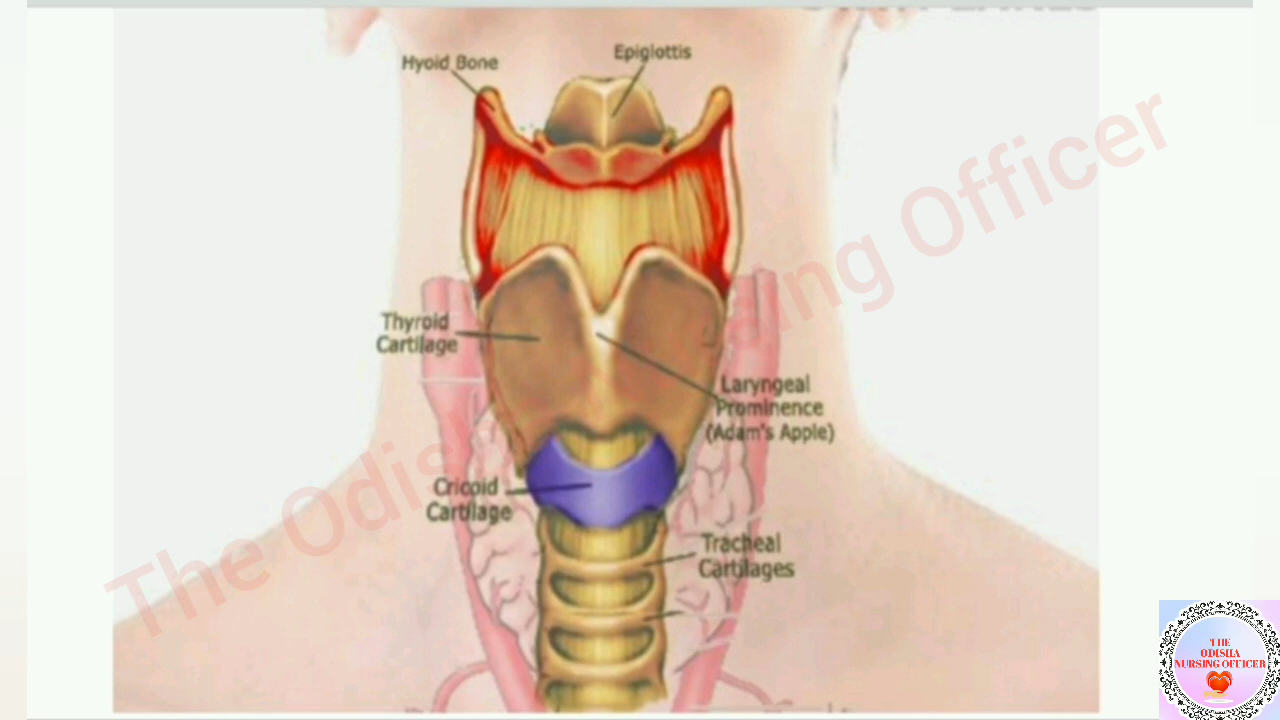 Hyoid Bone
Epiglottis
Thyroid
Cartilage
Laryngeal
Prominence
(Adam's Apple)
Cricoid
Cartilage
Tracheal
Cartilages
THE
ODISHA
NURSING OFFICER